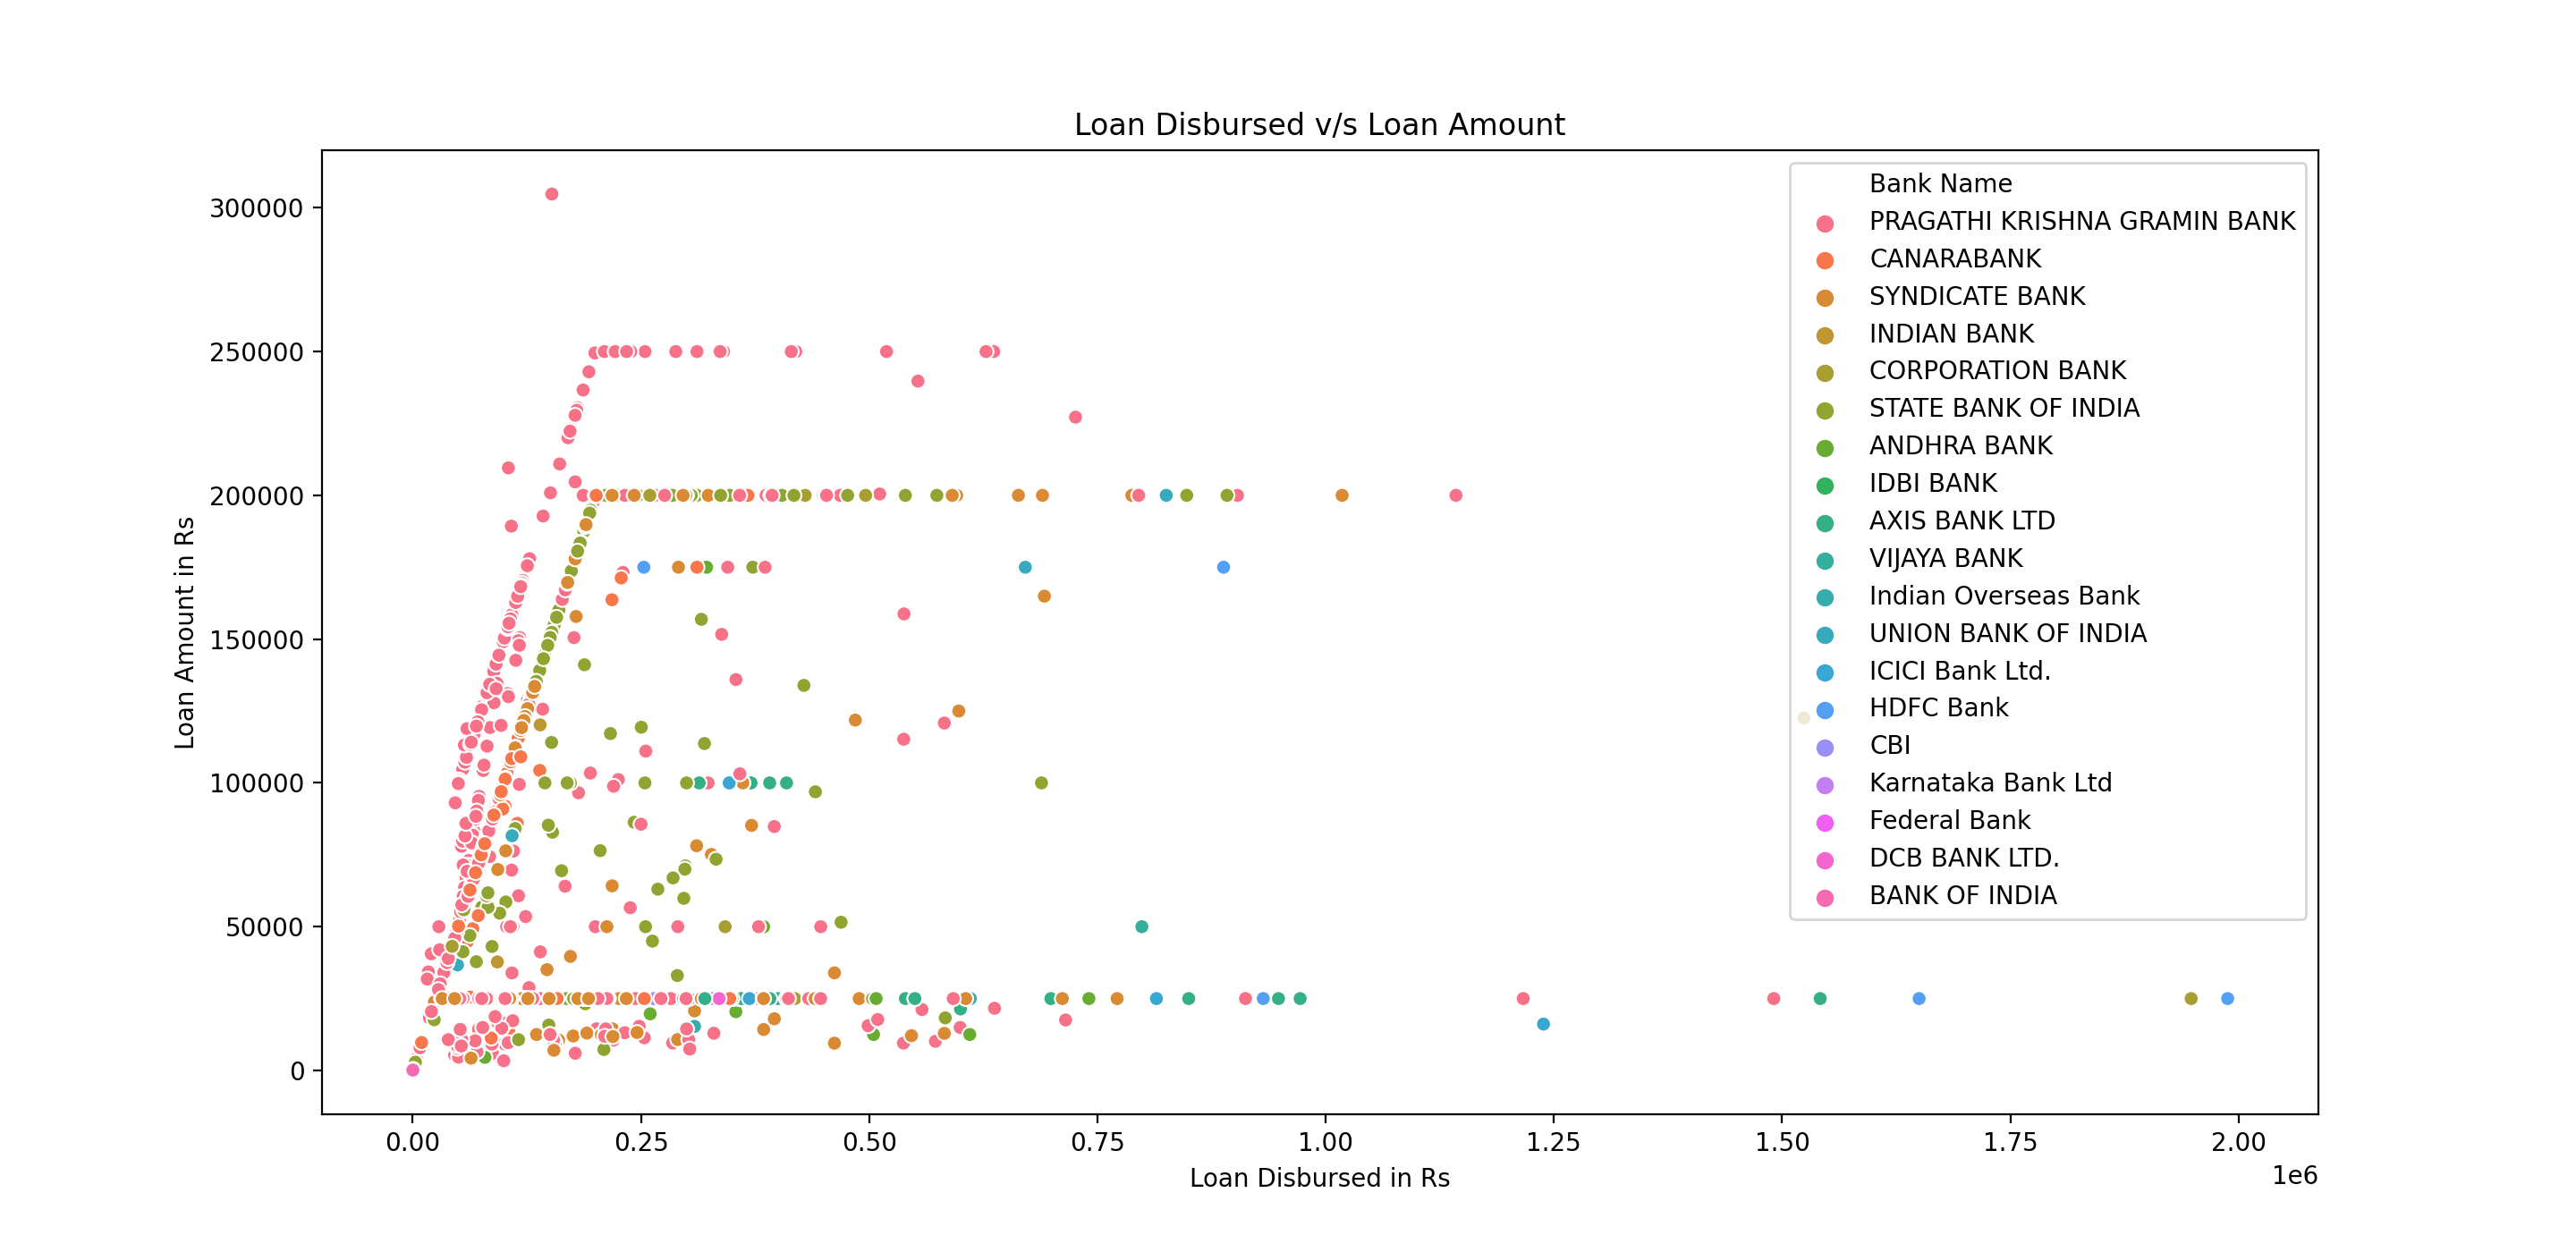 Loan Disbursed v/s Loan Amount
Bank Name
PRAGATHI KRISHNA GRAMIN BANK
CANARABANK
SYNDICATE BANK
INDIAN BANK
CORPORATION BANK
STATE BANK OF INDIA
ANDHRA BANK
IDBI BANK
AXIS BANK LTD
VIJAYA BANK
Indian Overseas Bank
UNION BANK OF INDIA
ICICI Bank Ltd.
HDFC Bank
CBI
Karnataka Bank Ltd
Federal Bank
DCB BANK LTD.
BANK OF INDIA
Loan Amount in Rs
300000
250000
200000
150000
100000
50000
0
0.00 0.25 0.50 0.75 1.00 1.25 1.50 1.75 2.00
1e6
Loan Disbursed in Rs